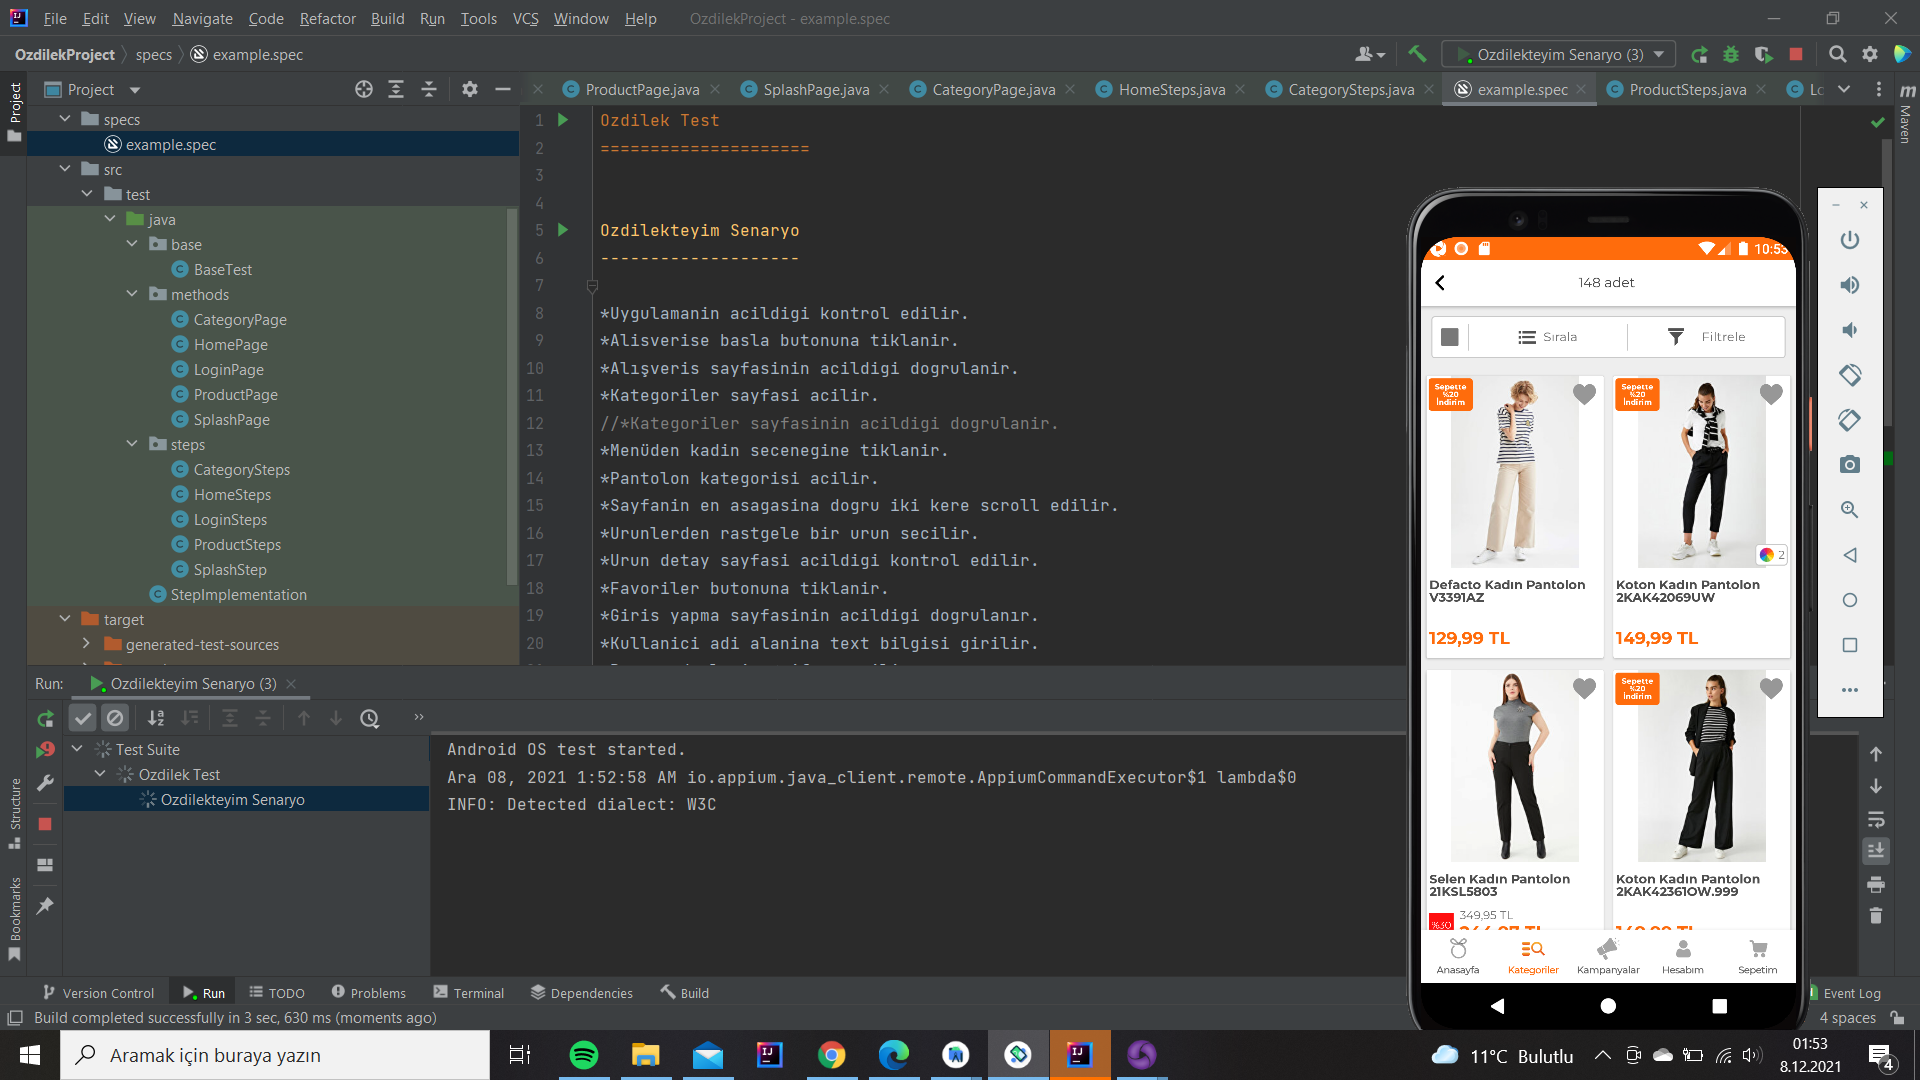 File Edit View Navigate Code Refactor Build Run Tools VCS Window Help OzdilekProject - example.spec
OzdilekProject specs example.spec
Ozdilekteyim Senaryo (3)
Project
ProductPage.java SplashPage.java CategoryPage.java HomeSteps.java CategorySteps.java example.spec ProductSteps.java Lo
Project
Maven
specs
example.spec
src
test
java
base
BaseTest
methods
CategoryPage
HomePage
LoginPage
ProductPage
SplashPage
steps
CategorySteps
HomeSteps
LoginSteps
ProductSteps
SplashStep
StepImplementation
target
generated-test-sources
1 Ozdilek Test
2 =====================
3
4
5 Ozdilekteyim Senaryo
6 --------------------
7
8 *Uygulamanin acildigi kontrol edilir.
9 *Alisverise basla butonuna tiklanir.
10 *Alışveris sayfasinin acildigi dogrulanir.
11 *Kategoriler sayfasi acilir.
12 //*Kategoriler sayfasinin acildigi dogrulanir.
13 *Menüden kadin secenegine tiklanir.
14 *Pantolon kategorisi acilir.
15 *Sayfanin en asagasina dogru iki kere scroll edilir.
16 *Urunlerden rastgele bir urun secilir.
17 *Urun detay sayfasi acildigi kontrol edilir.
18 *Favoriler butonuna tiklanir.
19 *Giris yapma sayfasinin acildigi dogrulanır.
20 *Kullanici adi alanina text bilgisi girilir.
10:53
148 adet
Sırala Filtrele
Sepette
%20
İndirim
Sepette
%20
İndirim
2
Defacto Kadın Pantolon
V3391AZ
129,99 TL
Koton Kadın Pantolon
2KAK42069UW
149,99 TL
Sepette
%20
İndirim
Selen Kadın Pantolon
21KSL5803
%30
349,95 TL
Koton Kadın Pantolon
2KAK42361OW.999
Anasayfa Kategoriler Kampanyalar Hesabım Sepetim
Run: Ozdilekteyim Senaryo (3)
Test Suite
Ozdilek Test
Ozdilekteyim Senaryo
Android OS test started.
Ara 08, 2021 1:52:58 AM io.appium.java_client.remote.AppiumCommandExecutor$1 lambda$0
INFO: Detected dialect: W3C
Structure
Bookmarks
Version Control Run TODO Problems Terminal Dependencies Build Event Log
Build completed successfully in 3 sec, 630 ms (moments ago) 4 spaces
Aramak için buraya yazın
11°C Bulutlu
01:53
8.12.2021
4